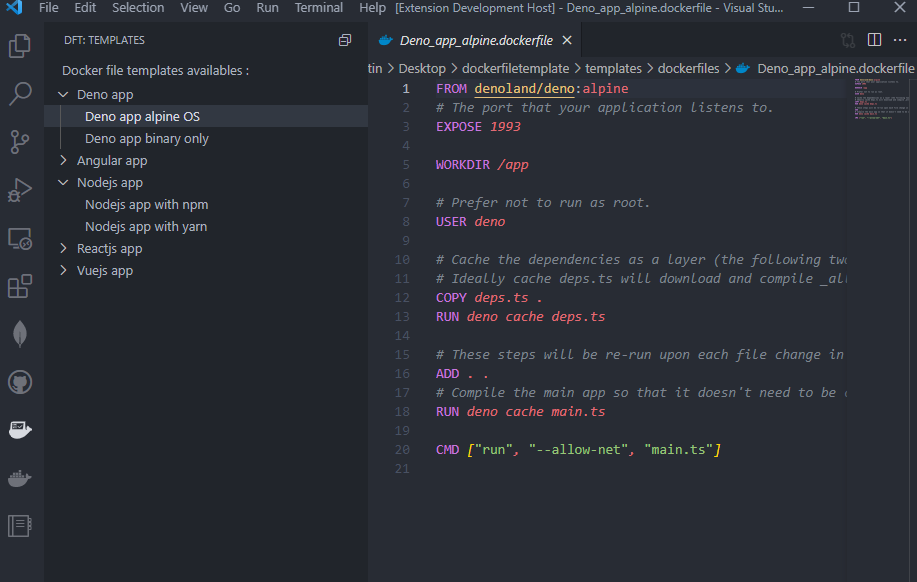 File Edit Selection View Go Run Terminal Help [Extension Development Host] - Deno_app_alpine.dockerfile - Visual Stu...
DFT: TEMPLATES
Docker file templates availables :
Deno app
Deno app alpine OS
Deno app binary only
Angular app
Nodejs app
Nodejs app with npm
Nodejs app with yarn
Reactjs app
Vuejs app
Deno_app_alpine.dockerfile
tin > Desktop > dockerfiletemplate > templates > dockerfiles > Deno_app_alpine.dockerfile
1 FROM denoland/deno:alpine
2 # The port that your application listens to.
3 EXPOSE 1993
4
5 WORKDIR /app
6
7 # Prefer not to run as root.
8 USER deno
9
10 # Cache the dependencies as a layer (the following two
11 # Ideally cache deps.ts will download and compile _all
12 COPY deps.ts .
13 RUN deno cache deps.ts
14
15 # These steps will be re-run upon each file change in
16 ADD . .
17 # Compile the main app so that it doesn't need to be
18 RUN deno cache main.ts
19
20 CMD ["run", "--allow-net", "main.ts"]
21